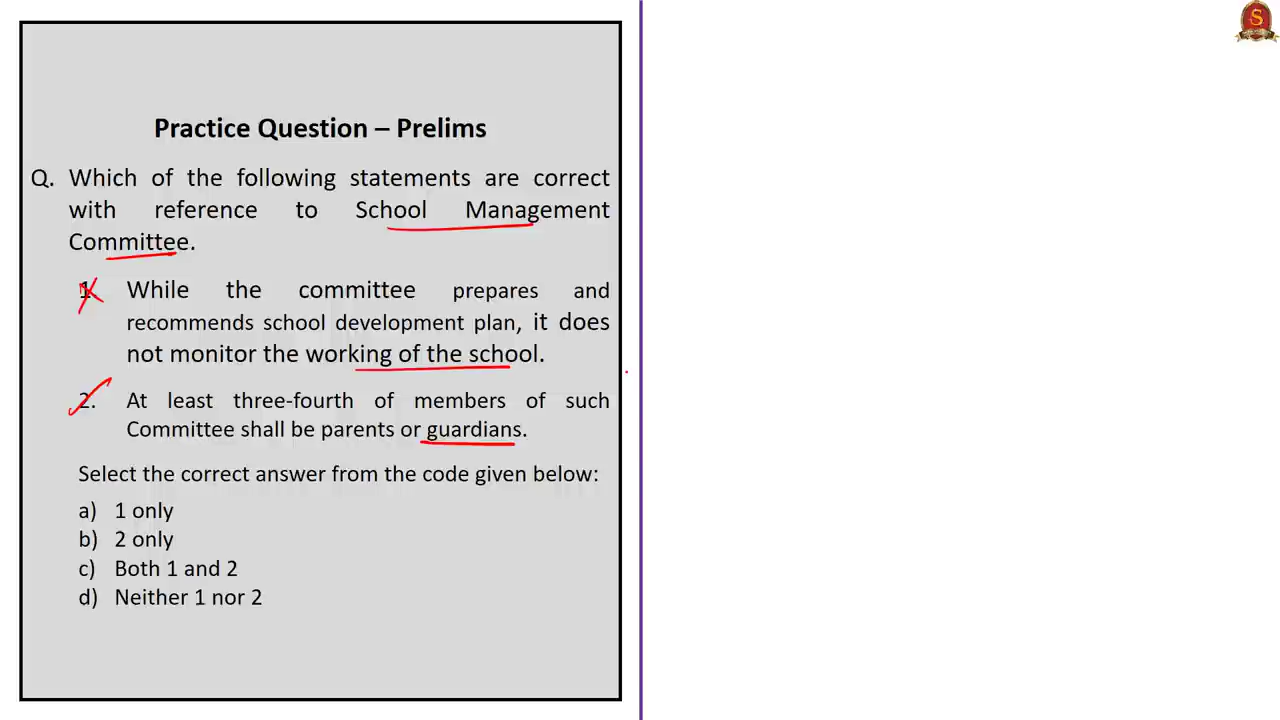 Practice Question – Prelims
Q. Which of the following statements are correct
with reference to School Management
Committee.
1. While the committee prepares and
recommends school development plan, it does
not monitor the working of the school.
2. At least three-fourth of members of such
Committee shall be parents or guardians.
Select the correct answer from the code given below:
a) 1 only
b) 2 only
c) Both 1 and 2
d) Neither 1 nor 2
S